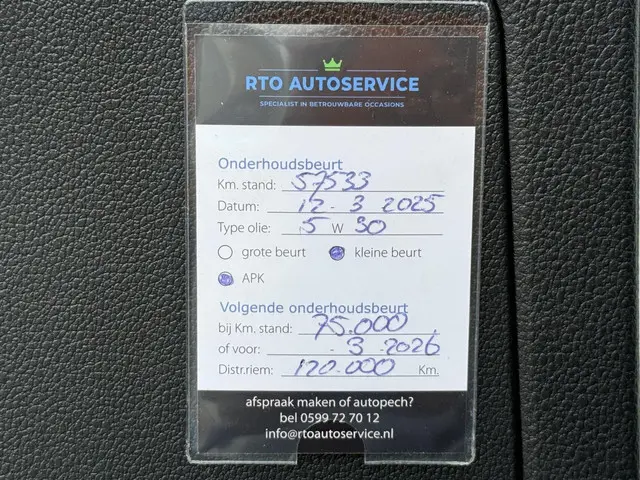 RTO AUTOSERVICE
SPECIALIST IN BETROUWBARE OCCASIONS
Onderhoudsbeurt
Km. stand: 57533
Datum: 12 - 3 2025
Type olie: 5 W 30
grote beurt kleine beurt
APK
Volgende onderhoudsbeurt
bij Km. stand: 75.000
of voor: - 3 - 2026
Distr.riem: 120.000 Km.
afspraak maken of autopech?
bel 0599 72 70 12
info@rtoautoservice.nl